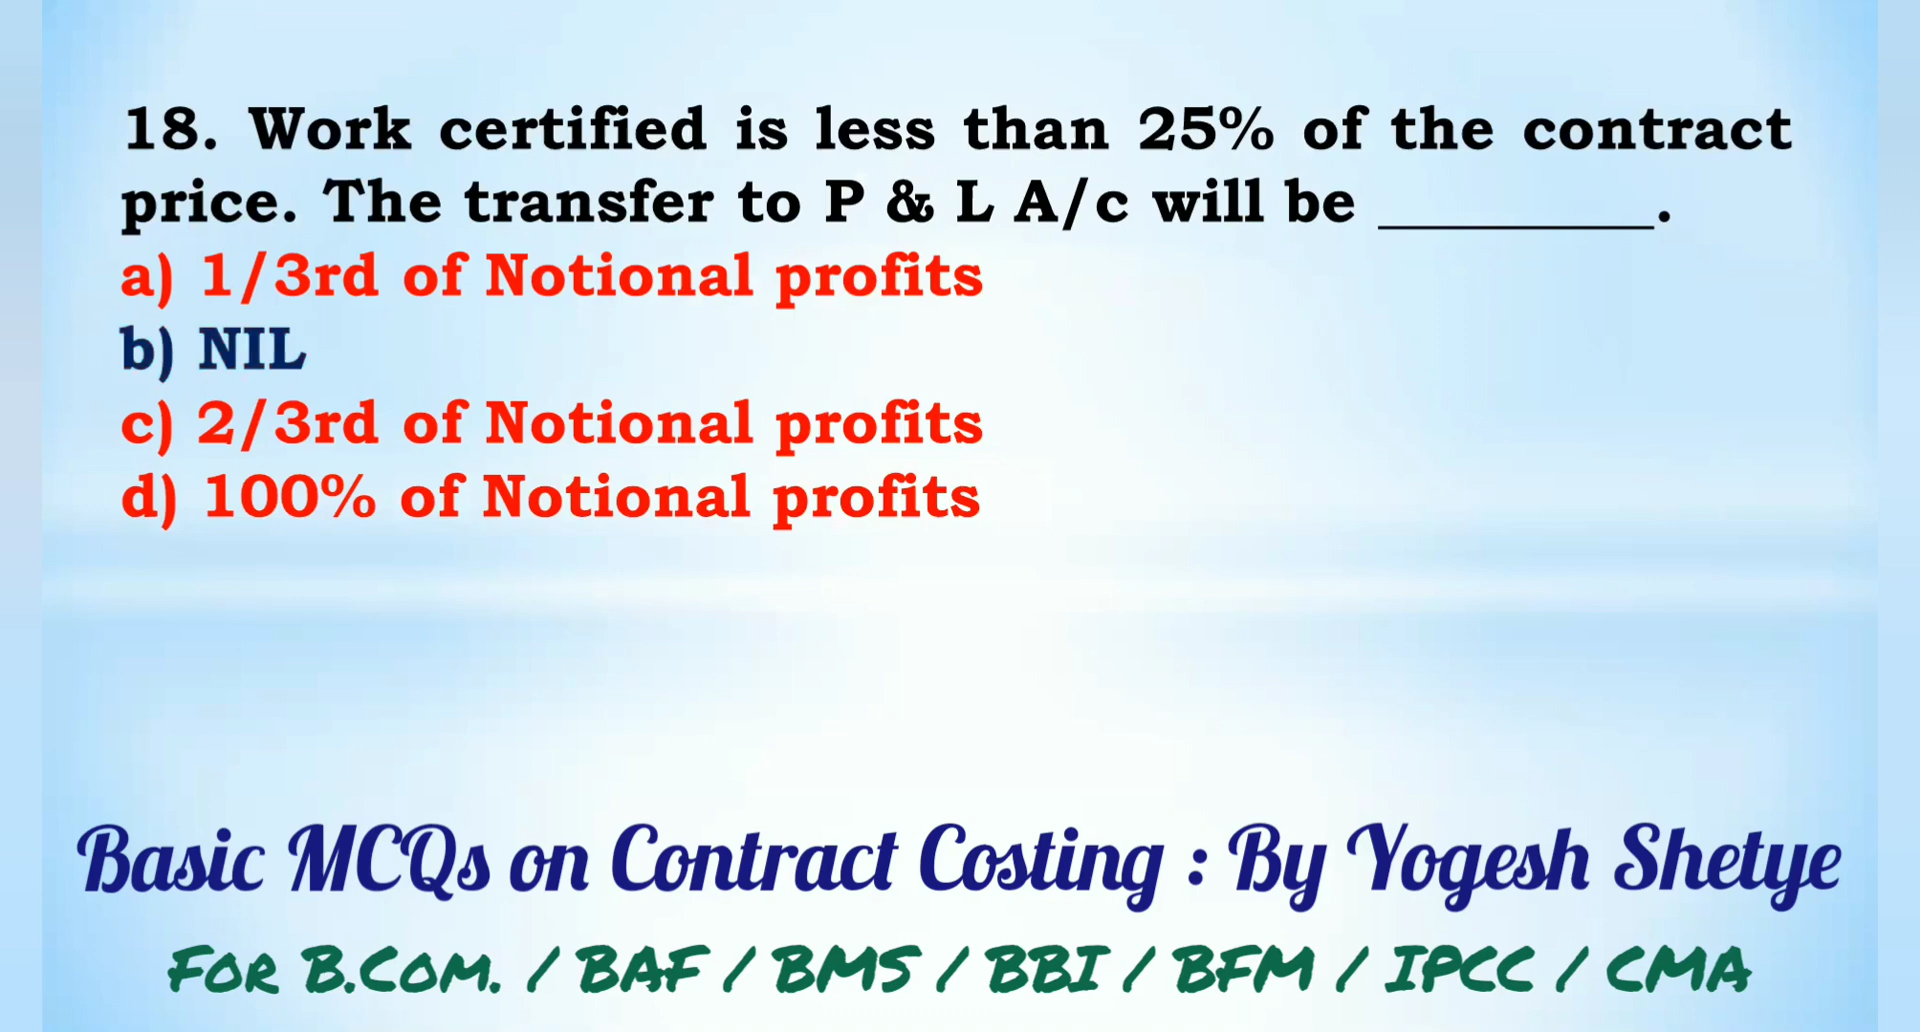 18. Work certified is less than 25% of the contract
price. The transfer to P & L A/c will be _________.
a) 1/3rd of Notional profits
b) NIL
c) 2/3rd of Notional profits
d) 100% of Notional profits
Basic MCQs on Contract Costing : By Yogesh Shetye
FOR B.COM. / BAF / BMS / BBI / BFM / IPCC / CMA